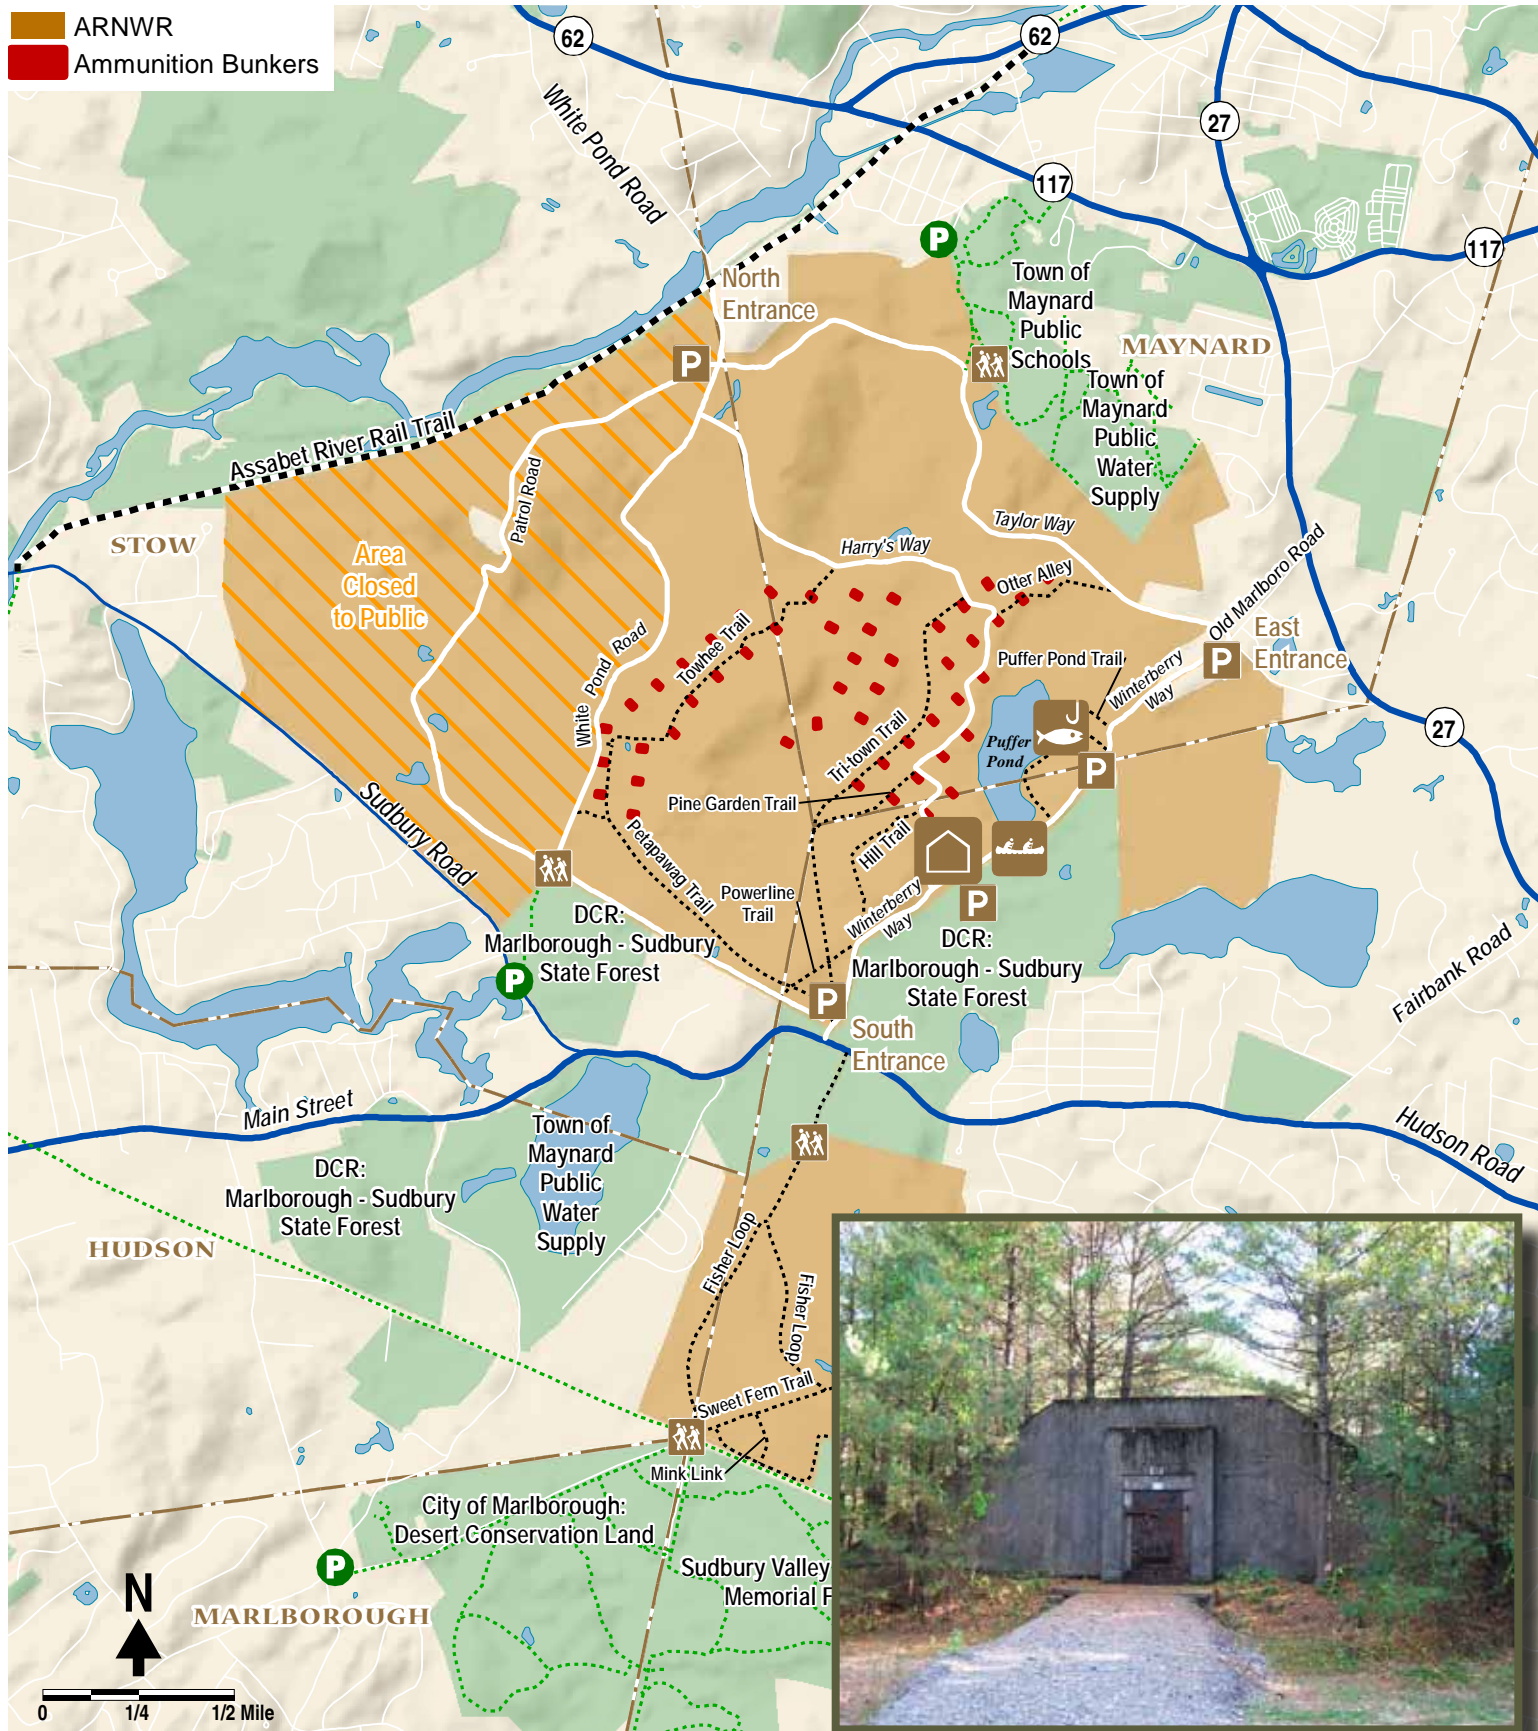 ARNWR
Ammunition Bunkers
62
62
White Pond Road
27
117
117
North
Entrance
P
Town of
Maynard
Public
Schools
MAYNARD
P
Town of
Maynard
Public
Water
Supply
Assabet River Rail Trail
Patrol Road
STOW
Area
Closed
to Public
Harry's Way
Taylor Way
Otter Alley
Old Marlboro Road
East
Entrance
P
White Pond Road
Towhee Trail
Puffer Pond Trail
Winterberry
Way
27
Puffer
Pond
P
Tri-town Trail
Pine Garden Trail
Sudbury Road
Petapawag Trail
Hill Trail
Powerline
Trail
Winterberry
Way
P
DCR:
Marlborough - Sudbury
State Forest
DCR:
Marlborough - Sudbury
State Forest
P
P
South
Entrance
Fairbank Road
Main Street
Hudson Road
Town of
Maynard
Public
Water
Supply
DCR:
Marlborough - Sudbury
State Forest
HUDSON
Fisher Loop
Fisher Loop
Sweet Fern Trail
Mink Link
City of Marlborough:
Desert Conservation Land
P
Sudbury Valley
Memorial F
N
MARLBOROUGH
0 1/4 1/2 Mile